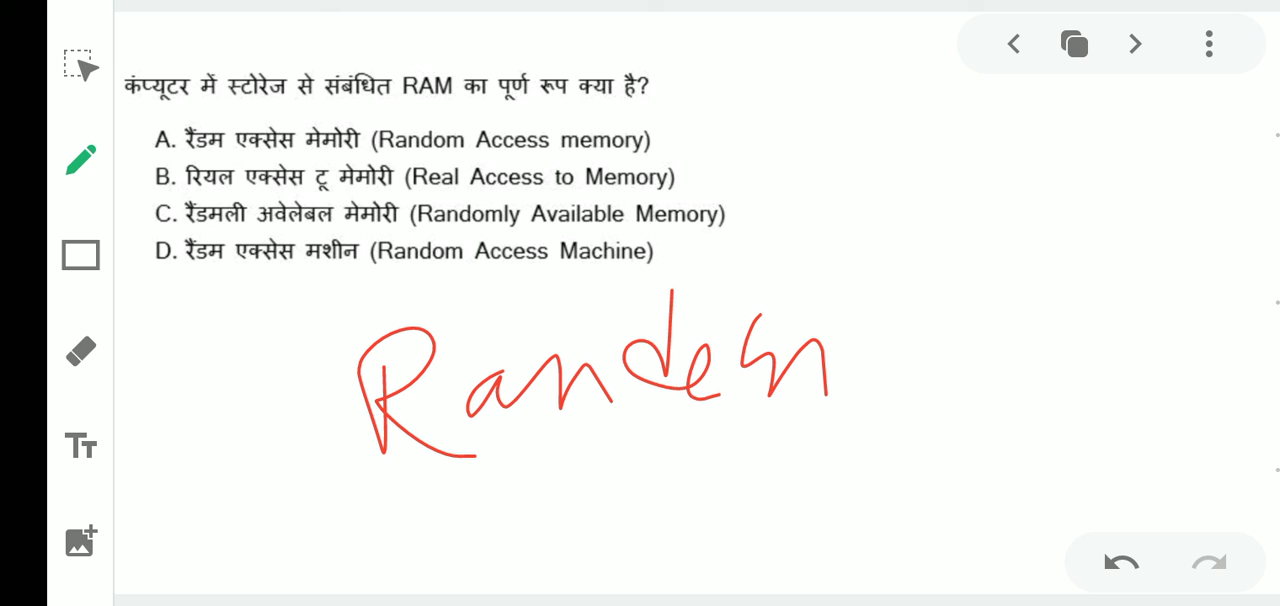 कंप्यूटर में स्टोरेज से संबंधित RAM का पूर्ण रूप क्या है?
A. रैंडम एक्सेस मेमोरी (Random Access memory)
B. रियल एक्सेस टू मेमोरी (Real Access to Memory)
C. रैंडमली अवेलेबल मेमोरी (Randomly Available Memory)
D. रैंडम एक्सेस मशीन (Random Access Machine)
Randem
TT